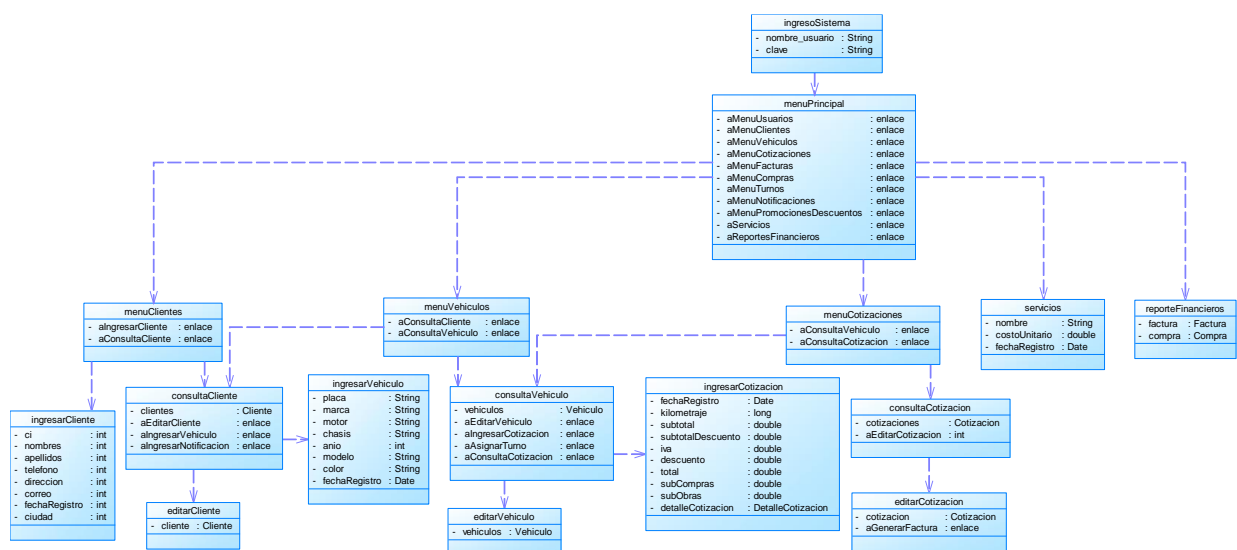 ingresoSistema
- nombre_usuario : String
- clave : String
menuPrincipal
- aMenuUsuarios : enlace
- aMenuClientes : enlace
- aMenuVehiculos : enlace
- aMenuCotizaciones : enlace
- aMenuFacturas : enlace
- aMenuCompras : enlace
- aMenuTurnos : enlace
- aMenuNotificaciones : enlace
- aMenuPromocionesDescuentos : enlace
- aServicios : enlace
- aReportesFinancieros : enlace
menuClientes
- aIngresarCliente : enlace
- aConsultaCliente : enlace
menuVehiculos
- aConsultaCliente : enlace
- aConsultaVehiculo : enlace
menuCotizaciones
- aConsultaVehiculo : enlace
- aConsultaCotizacion : enlace
servicios
- nombre : String
- costoUnitario : double
- fechaRegistro : Date
reporteFinancieros
- factura : Factura
- compra : Compra
ingresarCliente
- ci : int
- nombres : int
- apellidos : int
- telefono : int
- direccion : int
- correo : int
- fechaRegistro : int
- ciudad : int
consultaCliente
- clientes : Cliente
- aEditarCliente : enlace
- aIngresarVehiculo : enlace
- aIngresarNotificacion : enlace
ingresarVehiculo
- placa : String
- marca : String
- motor : String
- chasis : String
- anio : int
- modelo : String
- color : String
- fechaRegistro : Date
consultaVehiculo
- vehiculos : Vehiculo
- aEditarVehiculo : enlace
- aIngresarCotizacion : enlace
- aAsignarTurno : enlace
- aConsultaCotizacion : enlace
ingresarCotizacion
- fechaRegistro : Date
- kilometraje : long
- subtotal : double
- subtotalDescuento : double
- iva : double
- descuento : double
- total : double
- subCompras : double
- subObras : double
- detalleCotizacion : DetalleCotizacion
consultaCotizacion
- cotizaciones : Cotizacion
- aEditarCotizacion : int
editarCliente
- cliente : Cliente
editarVehiculo
- vehiculos : Vehiculo
editarCotizacion
- cotizacion : Cotizacion
- aGenerarFactura : enlace